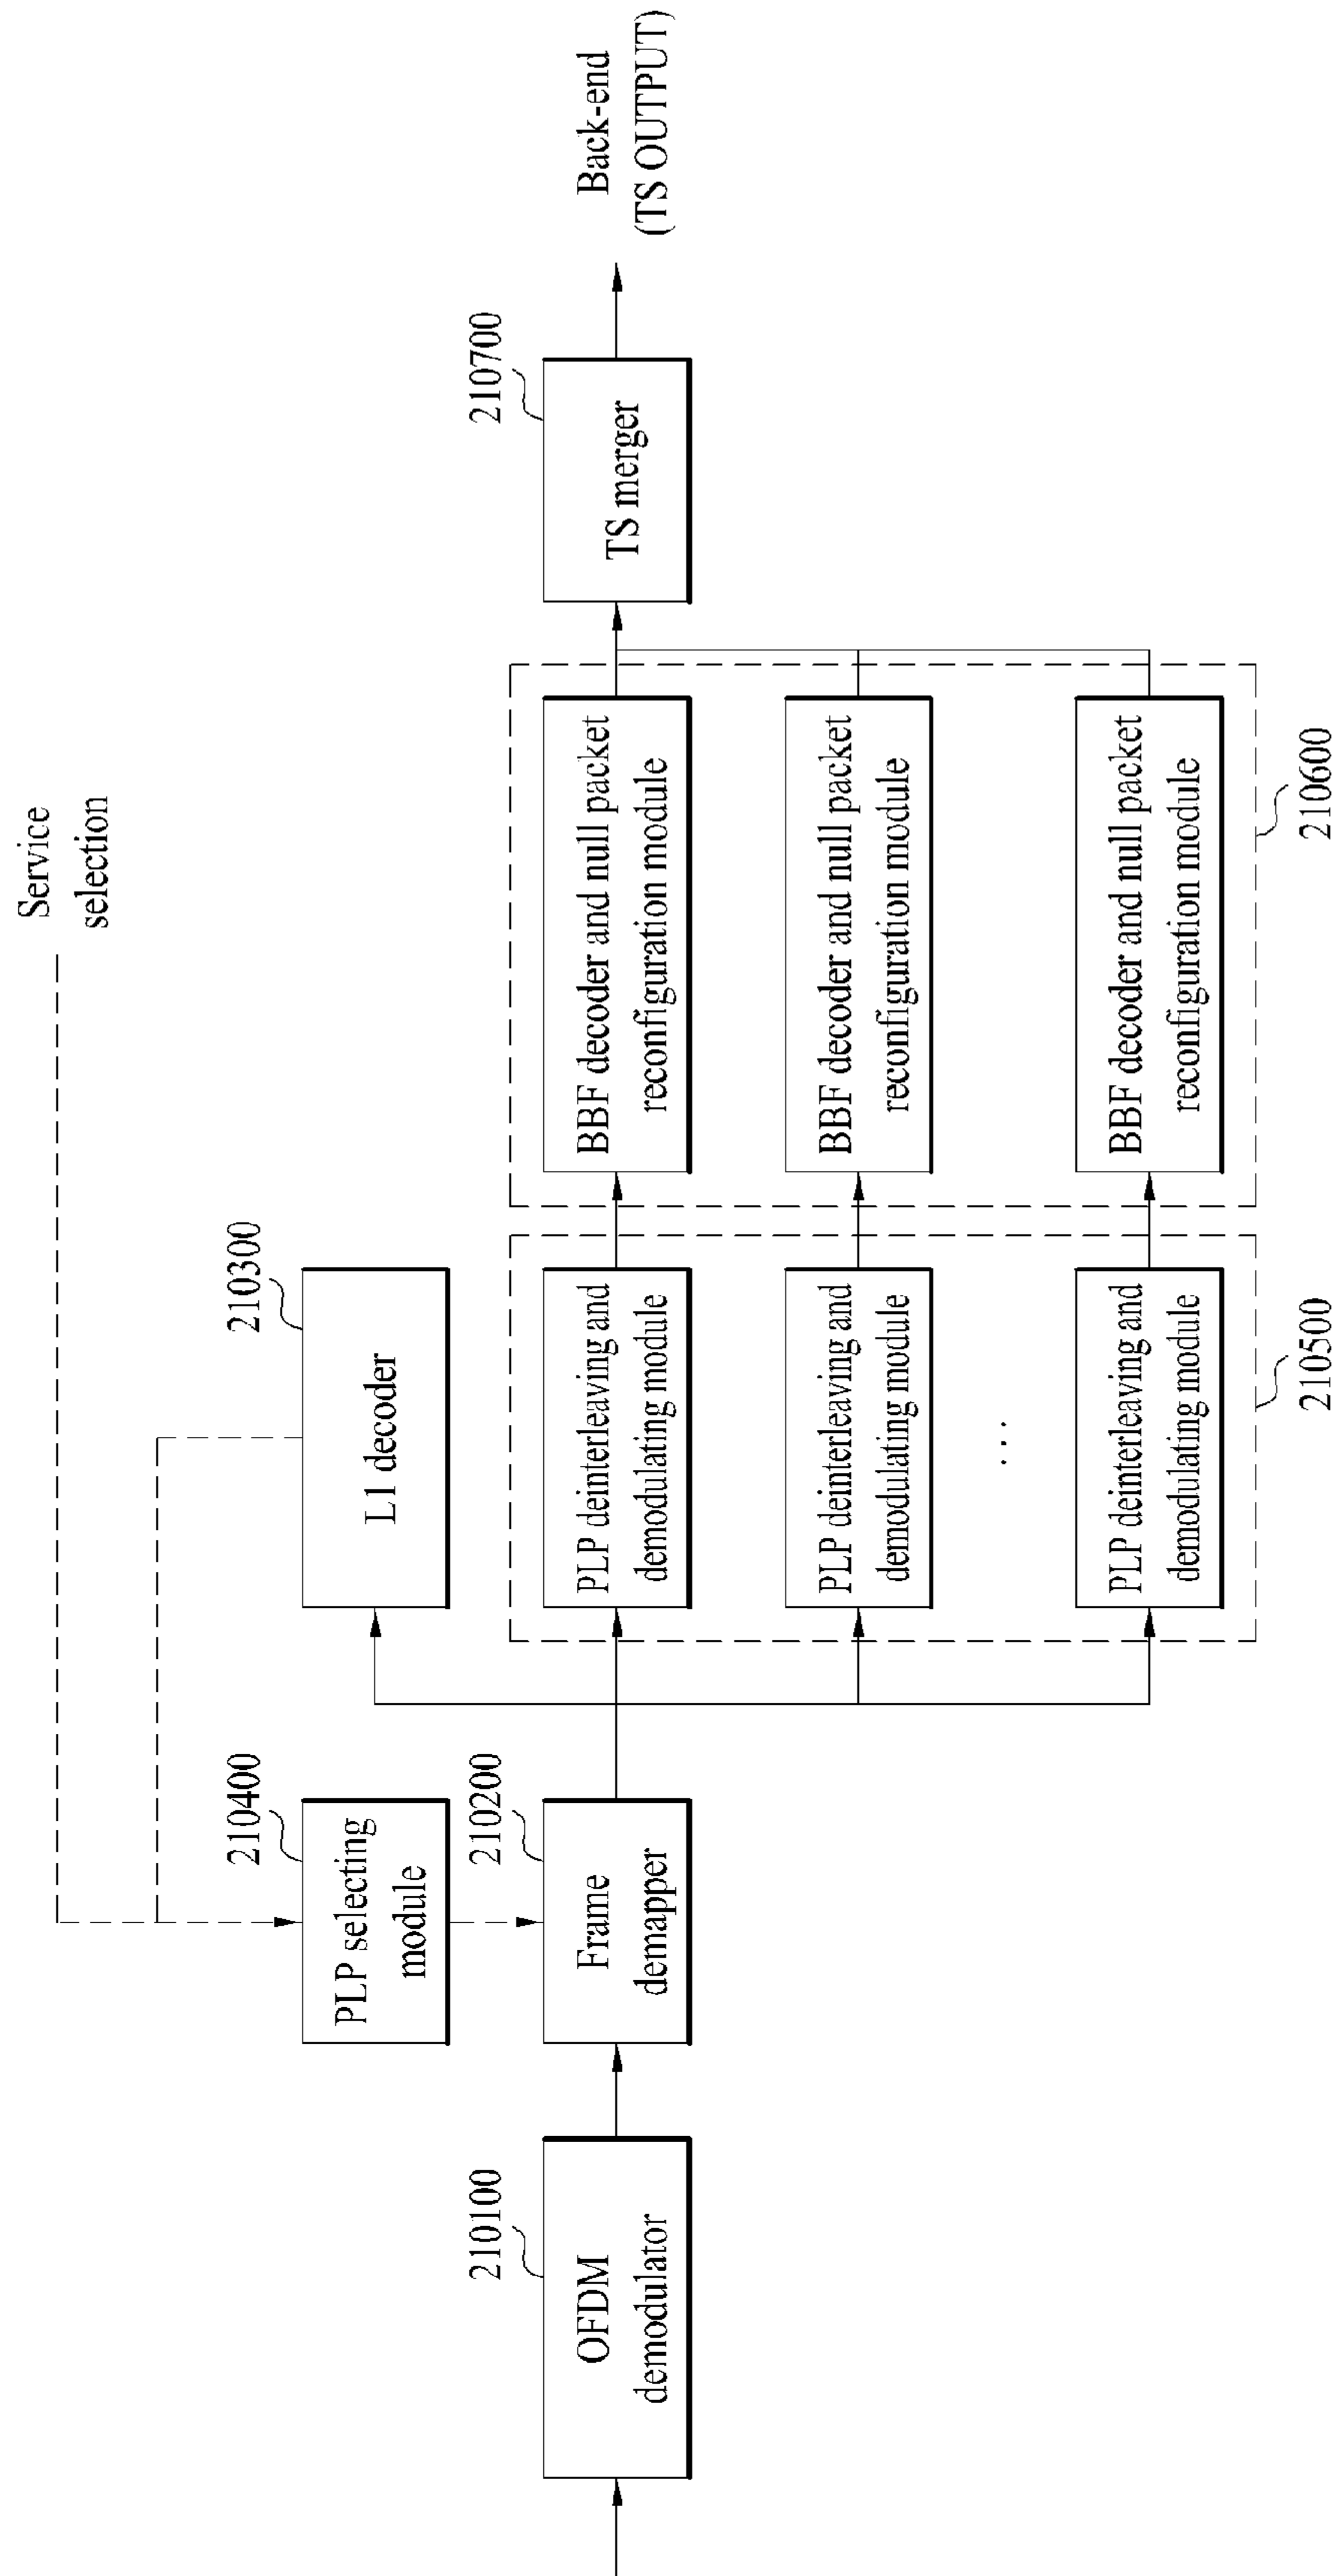 Service
selection
210400
PLP selecting
module
210300
L1 decoder
210100
OFDM
demodulator
210200
Frame
demapper
PLP deinterleaving and
demodulating module
BBF decoder and null packet
reconfiguration module
210700
TS merger
Back-end
(TS OUTPUT)
PLP deinterleaving and
demodulating module
BBF decoder and null packet
reconfiguration module
...
PLP deinterleaving and
demodulating module
BBF decoder and null packet
reconfiguration module
210500
210600